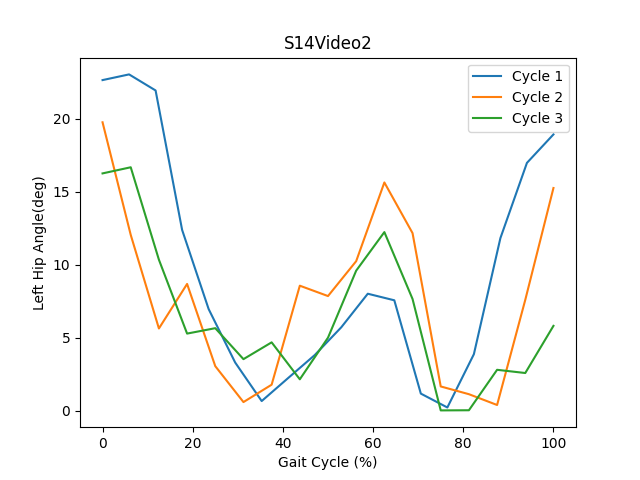 S14Video2
Cycle 1
Cycle 2
Cycle 3
Left Hip Angle(deg)
20
15
10
5
0
0 20 40 60 80 100
Gait Cycle (%)